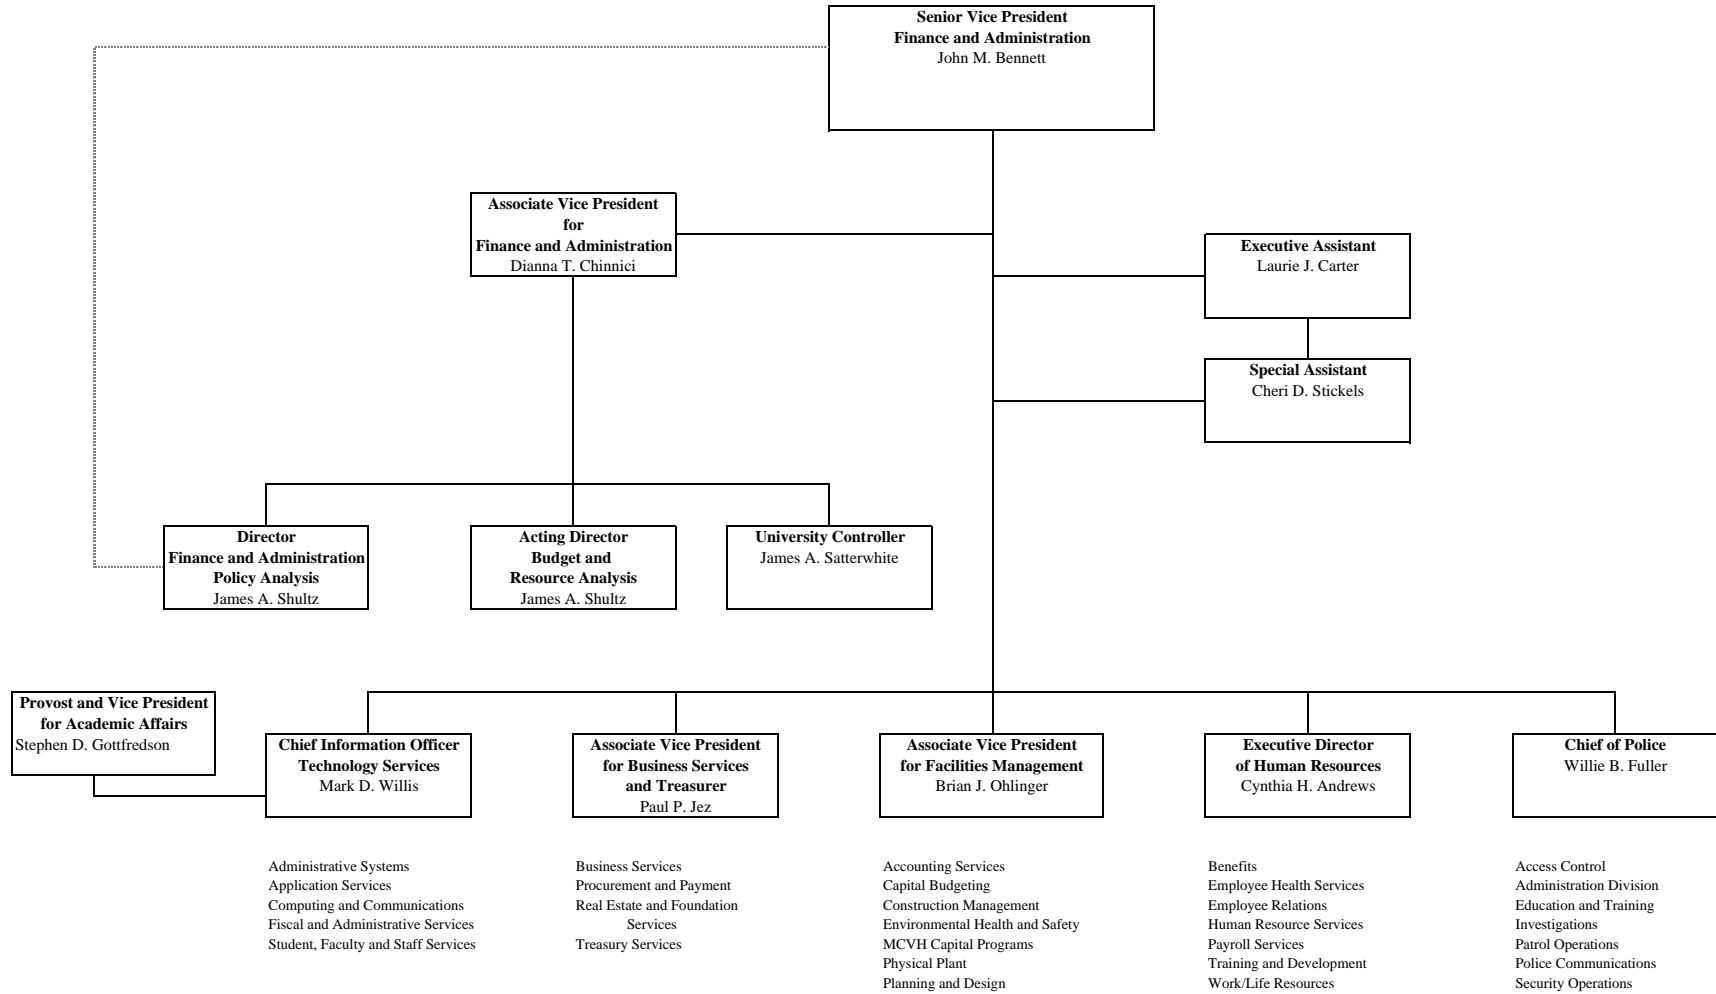 Senior Vice President
Finance and Administration
John M. Bennett
Associate Vice President
for
Finance and Administration
Dianna T. Chinnici
Executive Assistant
Laurie J. Carter
Special Assistant
Cheri D. Stickels
Director
Finance and Administration
Policy Analysis
James A. Shultz
Acting Director
Budget and
Resource Analysis
James A. Shultz
University Controller
James A. Satterwhite
Provost and Vice President
for Academic Affairs
Stephen D. Gottfredson
Chief Information Officer
Technology Services
Mark D. Willis
Associate Vice President
for Business Services
and Treasurer
Paul P. Jez
Associate Vice President
for Facilities Management
Brian J. Ohlinger
Executive Director
of Human Resources
Cynthia H. Andrews
Chief of Police
Willie B. Fuller
Administrative Systems
Application Services
Computing and Communications
Fiscal and Administrative Services
Student, Faculty and Staff Services
Business Services
Procurement and Payment
Real Estate and Foundation
Services
Treasury Services
Accounting Services
Capital Budgeting
Construction Management
Environmental Health and Safety
MCVH Capital Programs
Physical Plant
Planning and Design
Benefits
Employee Health Services
Employee Relations
Human Resource Services
Payroll Services
Training and Development
Work/Life Resources
Access Control
Administration Division
Education and Training
Investigations
Patrol Operations
Police Communications
Security Operations